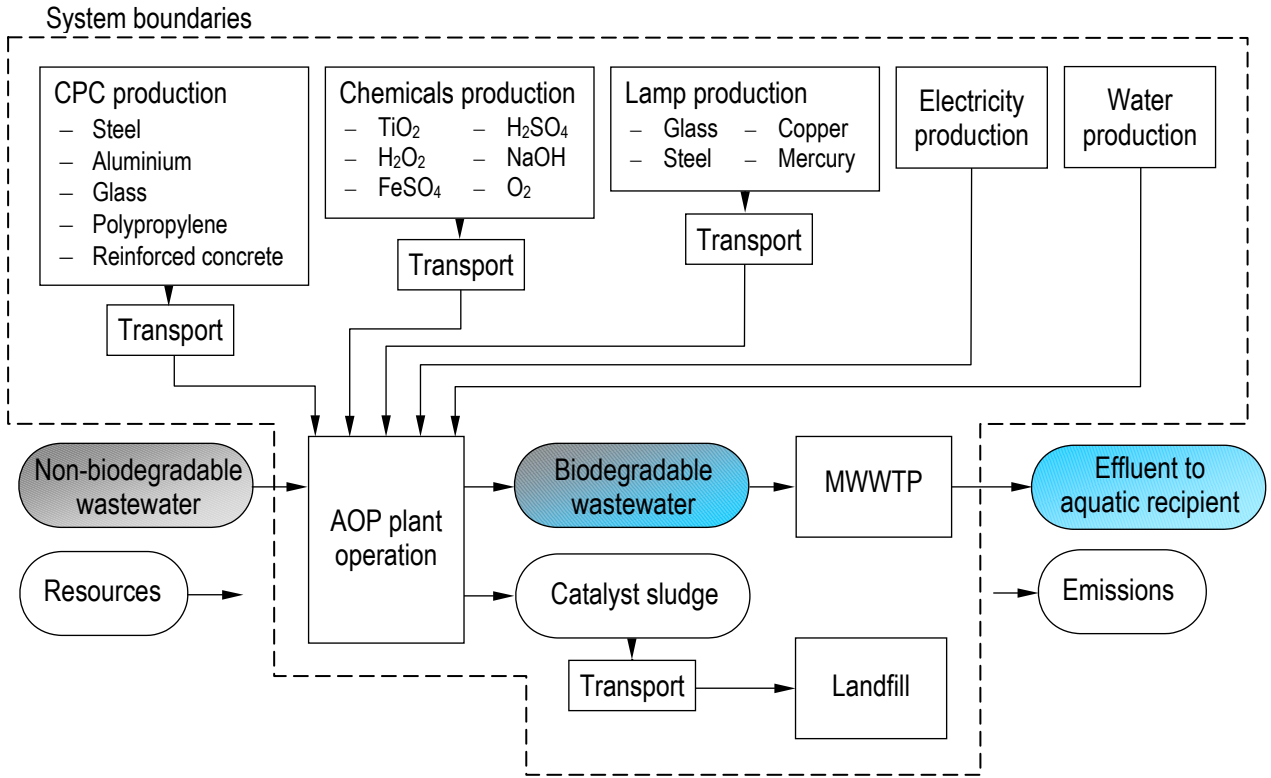 System boundaries
CPC production
– Steel
– Aluminium
– Glass
– Polypropylene
– Reinforced concrete
Chemicals production
– TiO₂ – H₂SO₄
– H₂O₂ – NaOH
– FeSO₄ – O₂
Lamp production
– Glass – Copper
– Steel – Mercury
Electricity
production
Water
production
Transport
Transport
Transport
Non-biodegradable
wastewater
AOP plant
operation
Biodegradable
wastewater
MWWTP
Effluent to
aquatic recipient
Resources
Catalyst sludge
Emissions
Transport
Landfill